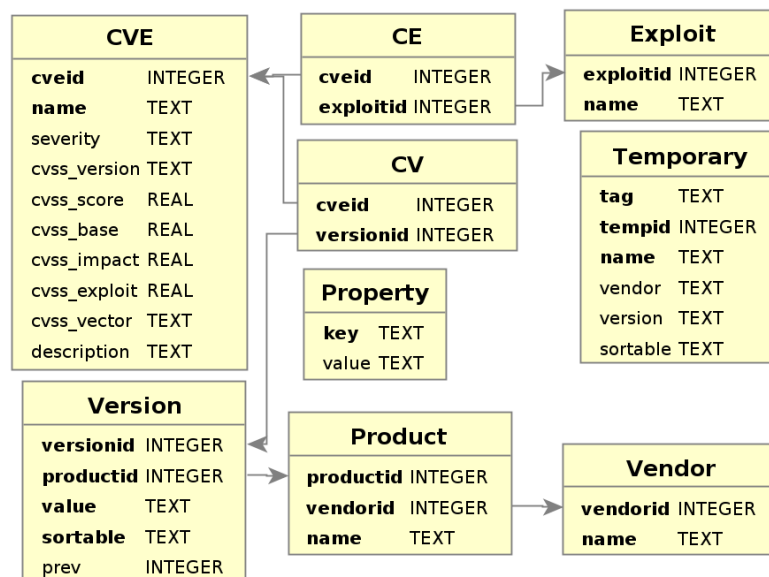 CVE
cveid INTEGER
name TEXT
severity TEXT
cvss_version TEXT
cvss_score REAL
cvss_base REAL
cvss_impact REAL
cvss_exploit REAL
cvss_vector TEXT
description TEXT
CE
cveid INTEGER
exploitid INTEGER
Exploit
exploitid INTEGER
name TEXT
CV
cveid INTEGER
versionid INTEGER
Temporary
tag TEXT
tempid INTEGER
name TEXT
vendor TEXT
version TEXT
sortable TEXT
Property
key TEXT
value TEXT
Version
versionid INTEGER
productid INTEGER
value TEXT
sortable TEXT
prev INTEGER
Product
productid INTEGER
vendorid INTEGER
name TEXT
Vendor
vendorid INTEGER
name TEXT